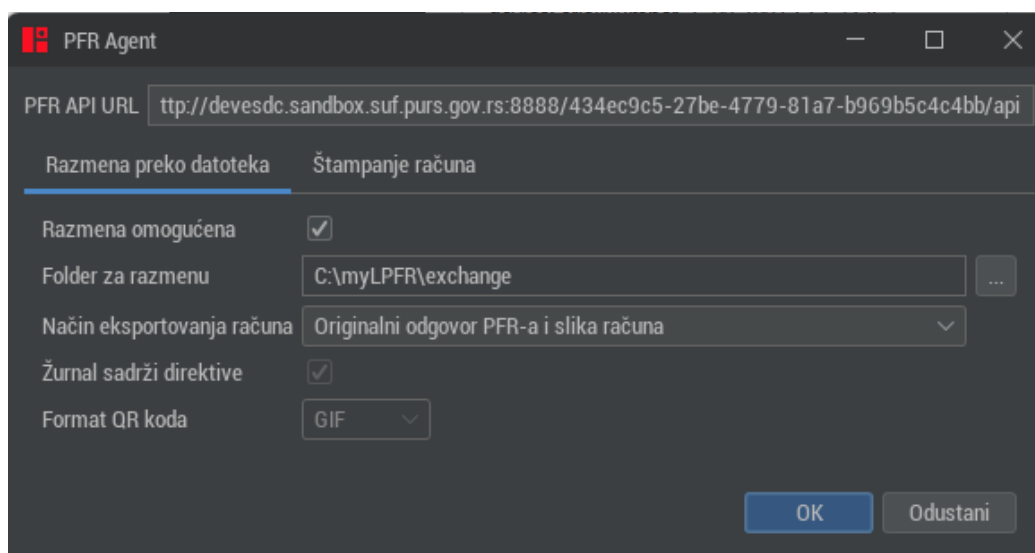 PFR Agent
PFR API URL ttp://devesdc.sandbox.suf.purs.gov.rs:8888/434ec9c5-27be-4779-81a7-b969b5c4c4bb/api
Razmena preko datoteka Štampanje računa
Razmena omogućena
Folder za razmenu C:\myLPFR\exchange ...
Način eksportovanja računa Originalni odgovor PFR-a i slika računa
Žurnal sadrži direktive
Format QR koda GIF
OK Odustani